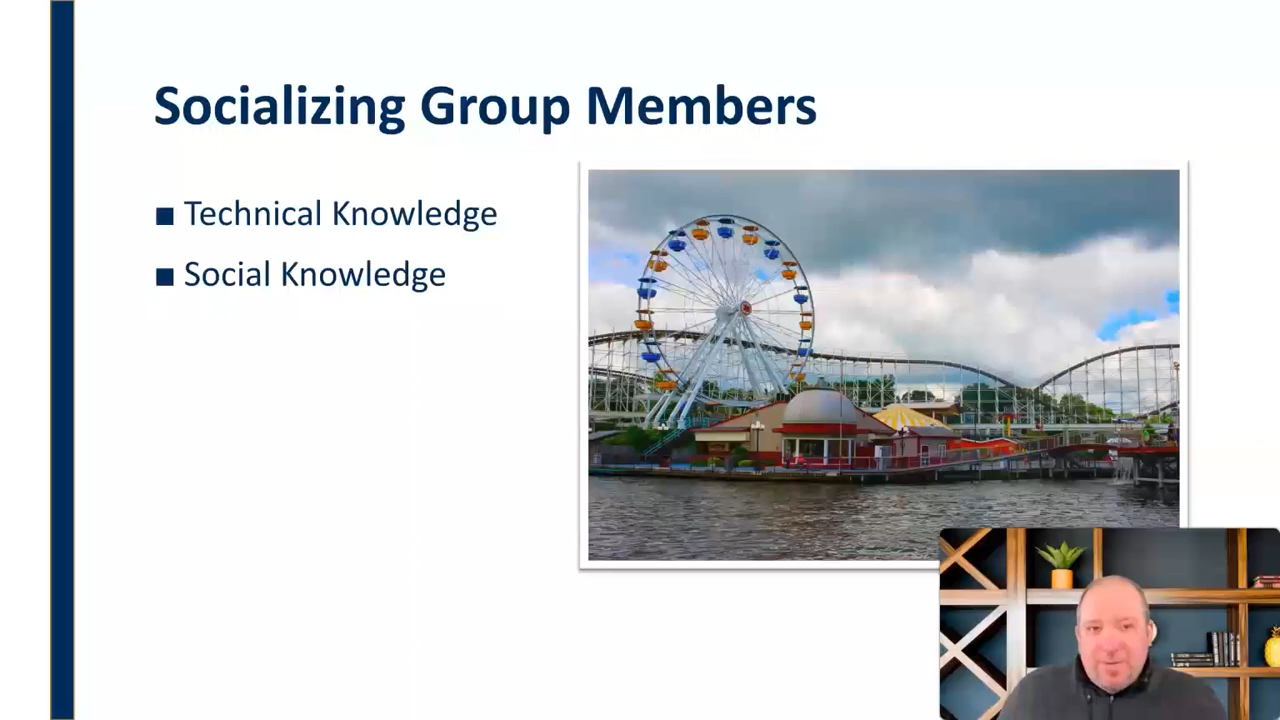 Socializing Group Members
■ Technical Knowledge
■ Social Knowledge